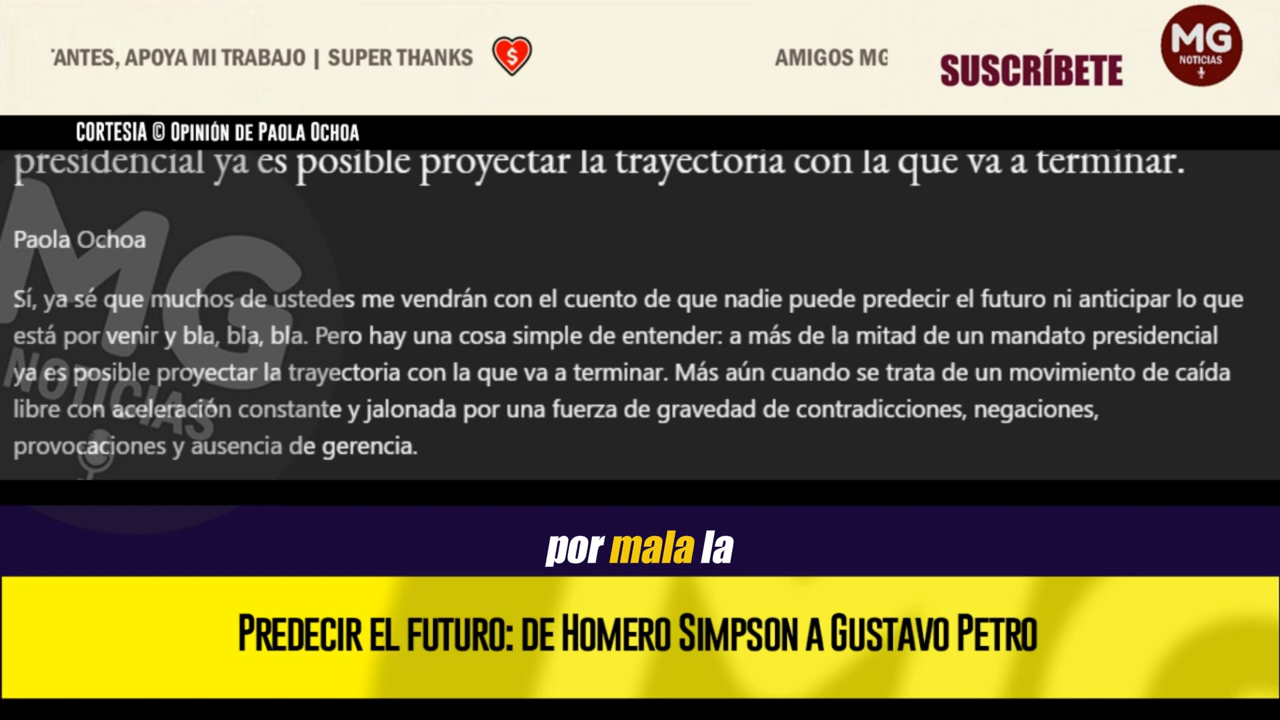 TANTES, APOYA MI TRABAJO | SUPER THANKS
AMIGOS MG
SUSCRÍBETE
MG
NOTICIAS
CORTESIA © OPINIÓN DE PAOLA OCHOA
presidencial ya es posible proyectar la trayectoria con la que va a terminar.
Paola Ochoa
Sí, ya sé que muchos de ustedes me vendrán con el cuento de que nadie puede predecir el futuro ni anticipar lo que
está por venir y bla, bla, bla. Pero hay una cosa simple de entender: a más de la mitad de un mandato presidencial
ya es posible proyectar la trayectoria con la que va a terminar. Más aún cuando se trata de un movimiento de caída
libre con aceleración constante y jalonada por una fuerza de gravedad de contradicciones, negaciones,
provocaciones y ausencia de gerencia.
MG
NOTICIAS
por mala la
PREDECIR EL FUTURO: DE HOMERO SIMPSON A GUSTAVO PETRO